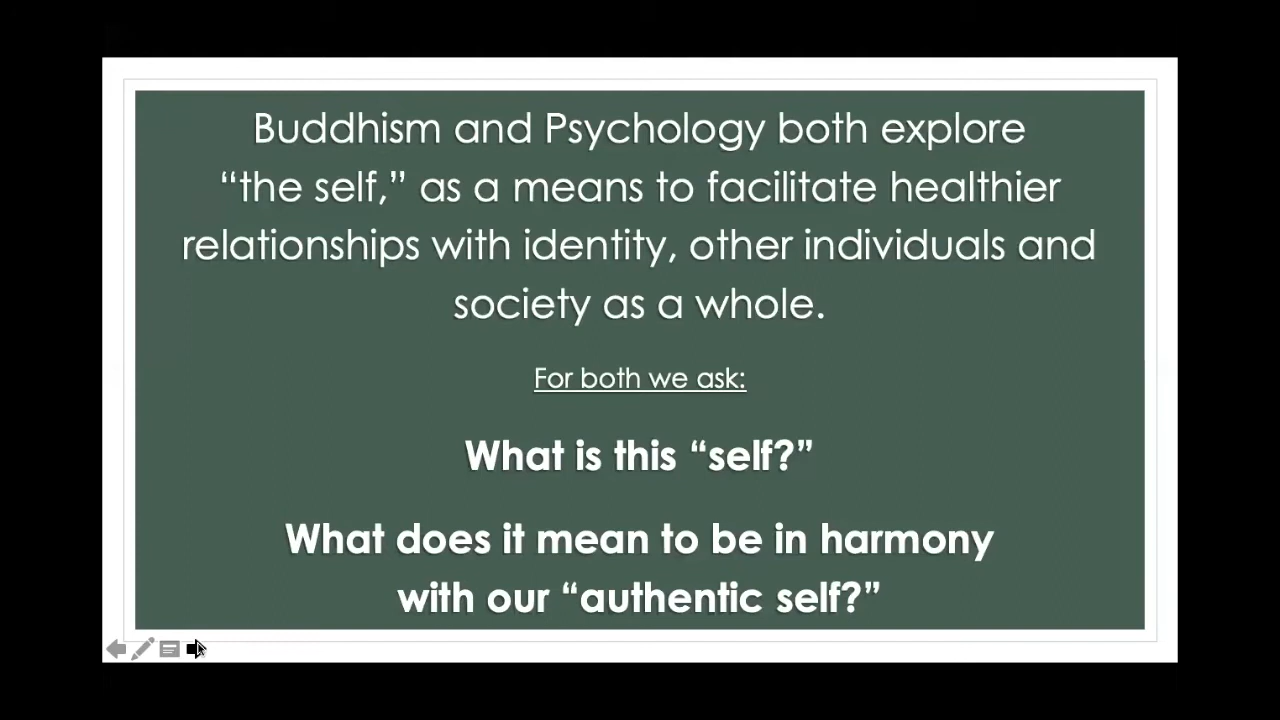 Buddhism and Psychology both explore
“the self,” as a means to facilitate healthier
relationships with identity, other individuals and
society as a whole.
For both we ask:
What is this “self?”
What does it mean to be in harmony
with our “authentic self?”